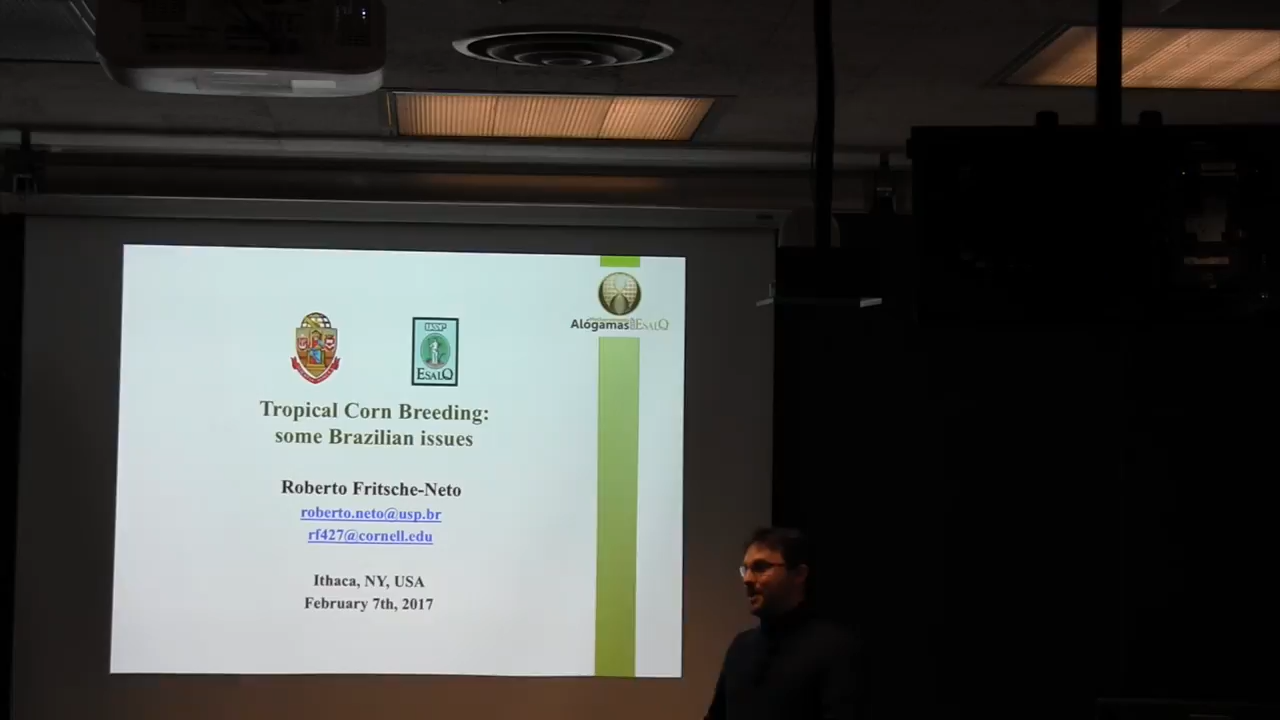 Alogamas ESALQ
USP
ESALQ
Tropical Corn Breeding:
some Brazilian issues
Roberto Fritsche-Neto
roberto.neto@usp.br
rf427@cornell.edu
Ithaca, NY, USA
February 7th, 2017